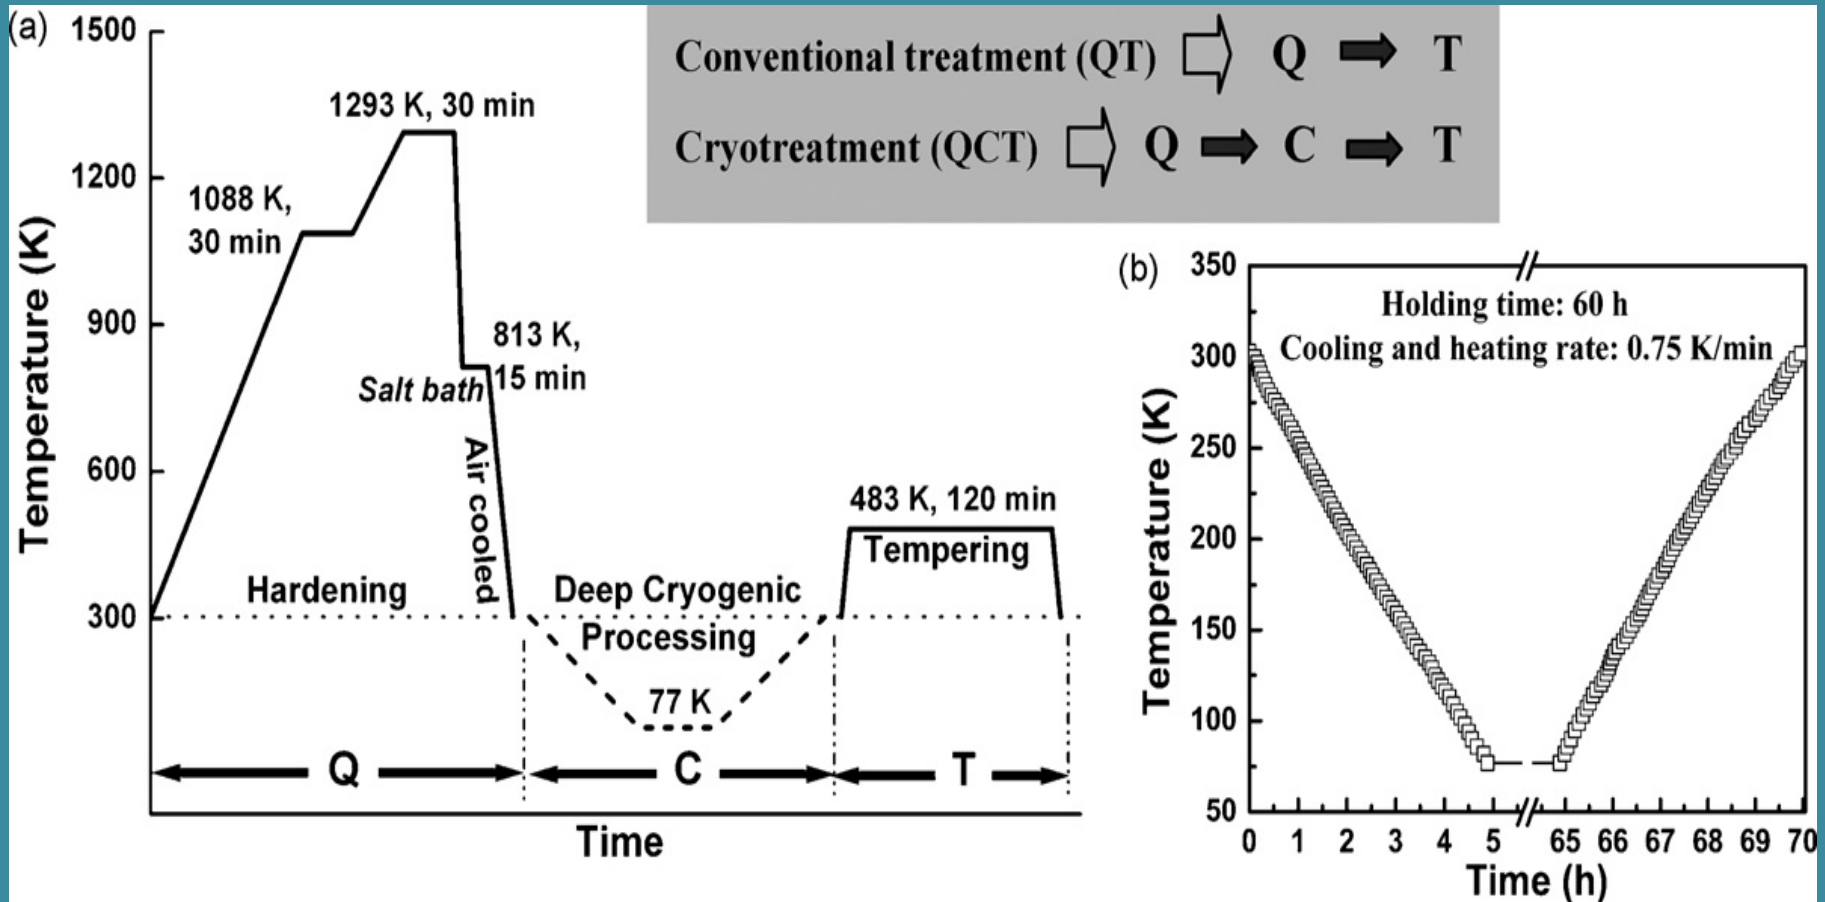 (a)
1500
1200
900
600
300
Temperature (K)
1293 K, 30 min
1088 K,
30 min
813 K,
15 min
Salt bath
Air cooled
Hardening
Deep Cryogenic
Processing
77 K
483 K, 120 min
Tempering
Q
C
T
Time
Conventional treatment (QT) Q T
Cryotreatment (QCT) Q C T
(b)
350
300
250
200
150
100
50
Temperature (K)
Holding time: 60 h
Cooling and heating rate: 0.75 K/min
0 1 2 3 4 5 65 66 67 68 69 70
Time (h)